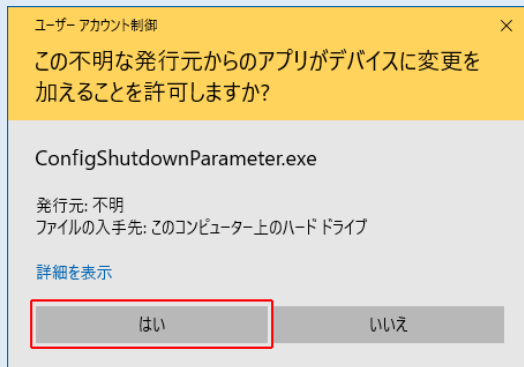 ユーザー アカウント制御
この不明な発行元からのアプリがデバイスに変更を
加えることを許可しますか?
ConfigShutdownParameter.exe
発行元: 不明
ファイルの入手先: このコンピューター上のハード ドライブ
詳細を表示
はい
いいえ